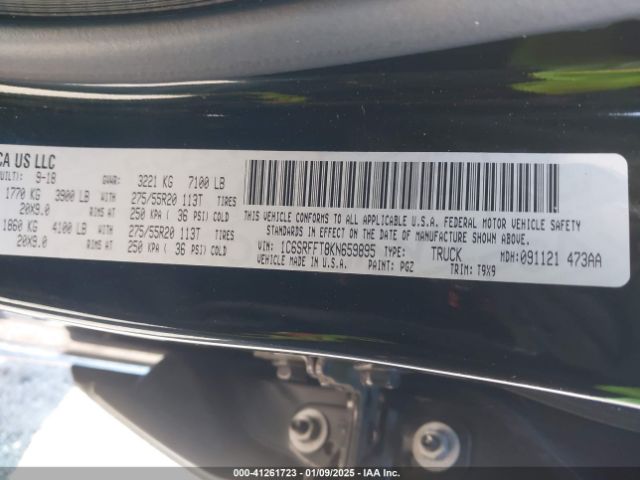 CA US LLC
UILT): 9-18 GVWR: 3221 KG 7100 LB
1770 KG 3900 LB WITH 275/55R20 113T TIRES
20X9.0 RIMS AT 250 KPA ( 36 PSI) COLD
1860 KG 4100 LB WITH 275/55R20 113T TIRES
20X9.0 RIMS AT 250 KPA ( 36 PSI) COLD
THIS VEHICLE CONFORMS TO ALL APPLICABLE U.S.A. FEDERAL MOTOR VEHICLE SAFETY
STANDARDS IN EFFECT ON THE DATE OF MANUFACTURE SHOWN ABOVE.
VIN: 1C6SRFFT8KN659895 TYPE: TRUCK MDH: 091121 473AA
MADE IN U.S.A. PAINT: PGZ TRIM: T9X9
000-41261723 - 01/09/2025 - IAA Inc.